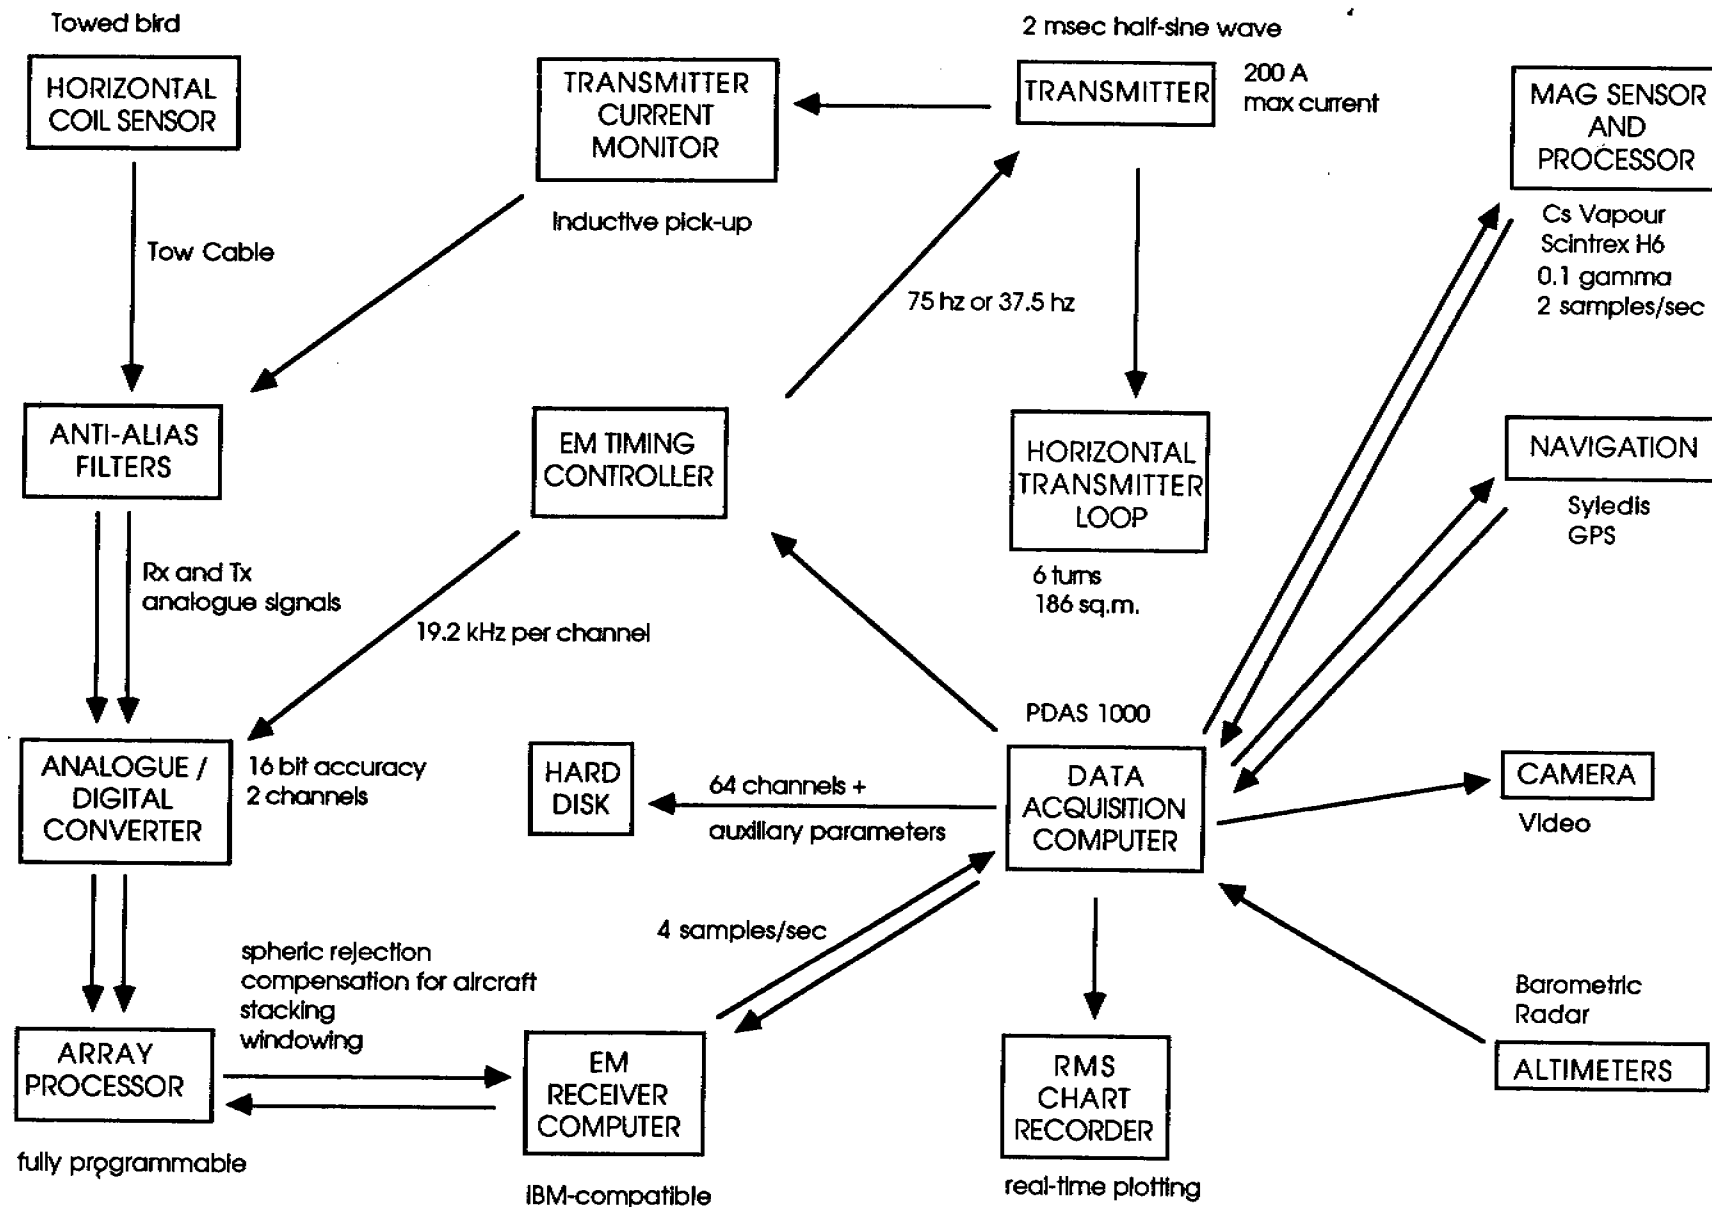 Towed bird
HORIZONTAL
COIL SENSOR
Tow Cable
TRANSMITTER
CURRENT
MONITOR
Inductive pick-up
2 msec half-sine wave
TRANSMITTER
200 A
max current
MAG SENSOR
AND
PROCESSOR
Cs Vapour
Scintrex H6
0.1 gamma
2 samples/sec
75 hz or 37.5 hz
ANTI-ALIAS
FILTERS
EM TIMING
CONTROLLER
HORIZONTAL
TRANSMITTER
LOOP
6 turns
186 sq.m.
NAVIGATION
Syledis
GPS
Rx and Tx
analogue signals
19.2 kHz per channel
ANALOGUE /
DIGITAL
CONVERTER
16 bit accuracy
2 channels
HARD
DISK
64 channels +
auxiliary parameters
PDAS 1000
DATA
ACQUISITION
COMPUTER
CAMERA
Video
4 samples/sec
spheric rejection
compensation for aircraft
stacking
windowing
ARRAY
PROCESSOR
fully programmable
EM
RECEIVER
COMPUTER
IBM-compatible
RMS
CHART
RECORDER
real-time plotting
Barometric
Radar
ALTIMETERS